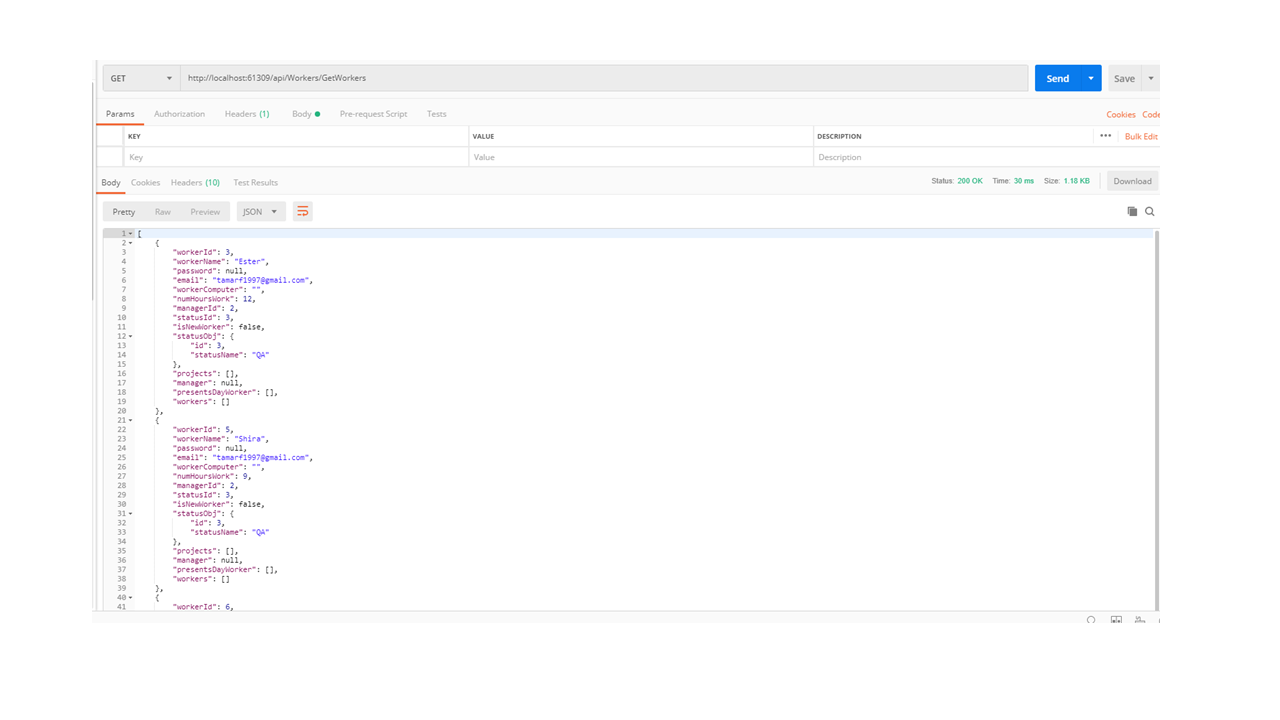 GET http://localhost:61309/api/Workers/GetWorkers Send Save
Params Authorization Headers (1) Body Pre-request Script Tests Cookies Code
KEY VALUE DESCRIPTION ••• Bulk Edit
Key Value Description
Body Cookies Headers (10) Test Results Status: 200 OK Time: 30 ms Size: 1.18 KB Download
Pretty Raw Preview JSON
1 [
2 {
3 "workerId": 3,
4 "workerName": "Ester",
5 "password": null,
6 "email": "tamarf1997@gmail.com",
7 "workerComputer": "",
8 "numHoursWork": 12,
9 "managerId": 2,
10 "statusId": 3,
11 "isNewWorker": false,
12 "statusObj": {
13 "id": 3,
14 "statusName": "QA"
15 },
16 "projects": [],
17 "manager": null,
18 "presentsDayWorker": [],
19 "workers": []
20 },
21 {
22 "workerId": 5,
23 "workerName": "Shira",
24 "password": null,
25 "email": "tamarf1997@gmail.com",
26 "workerComputer": "",
27 "numHoursWork": 9,
28 "managerId": 2,
29 "statusId": 3,
30 "isNewWorker": false,
31 "statusObj": {
32 "id": 3,
33 "statusName": "QA"
34 },
35 "projects": [],
36 "manager": null,
37 "presentsDayWorker": [],
38 "workers": []
39 },
40 {
41 "workerId": 6,